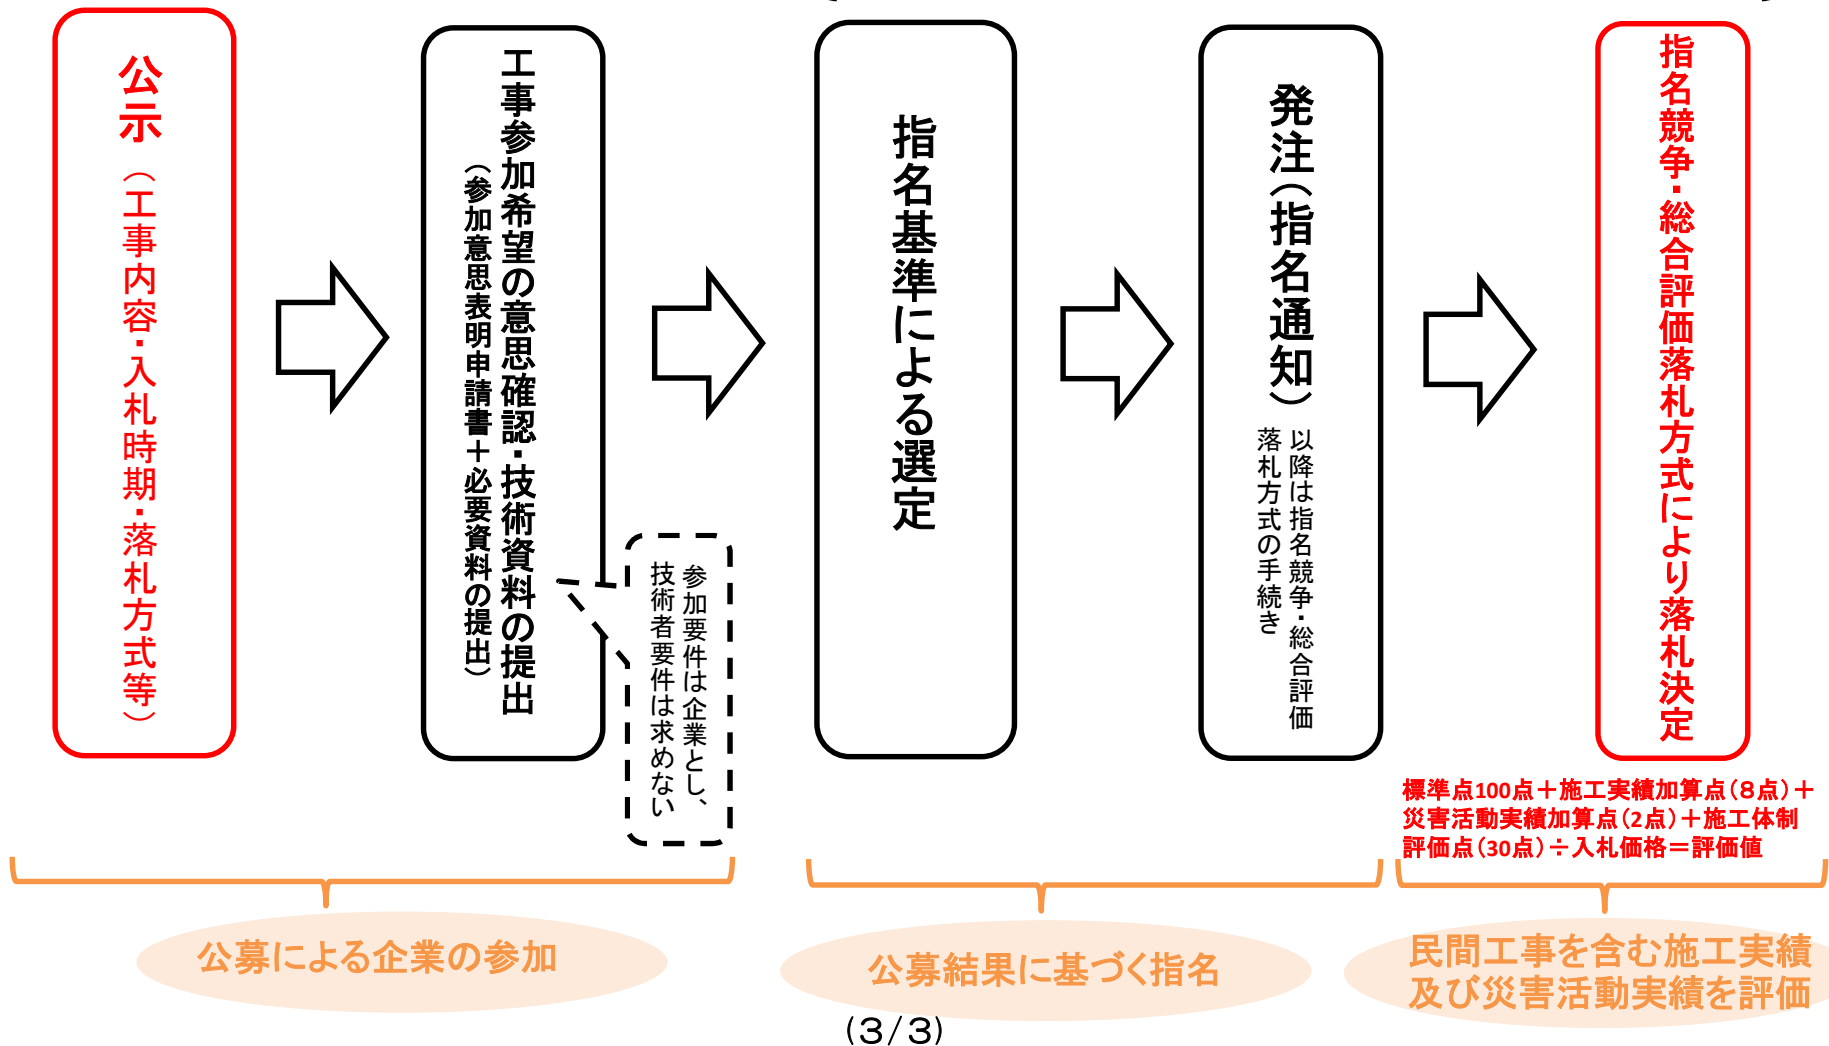 公示（工事内容・入札時期・落札方式等）
工事参加希望の意思確認・技術資料の提出
（参加意思表明申請書＋必要資料の提出）
参加要件は企業とし、
技術者要件は求めない
指名基準による選定
発注（指名通知）
以降は指名競争・総合評価
落札方式の手続き
指名競争・総合評価落札方式により落札決定
標準点100点＋施工実績加算点（８点）＋
災害活動実績加算点（2点）＋施工体制
評価点（30点）÷入札価格＝評価値
公募による企業の参加
公募結果に基づく指名
民間工事を含む施工実績
及び災害活動実績を評価
(３/３)